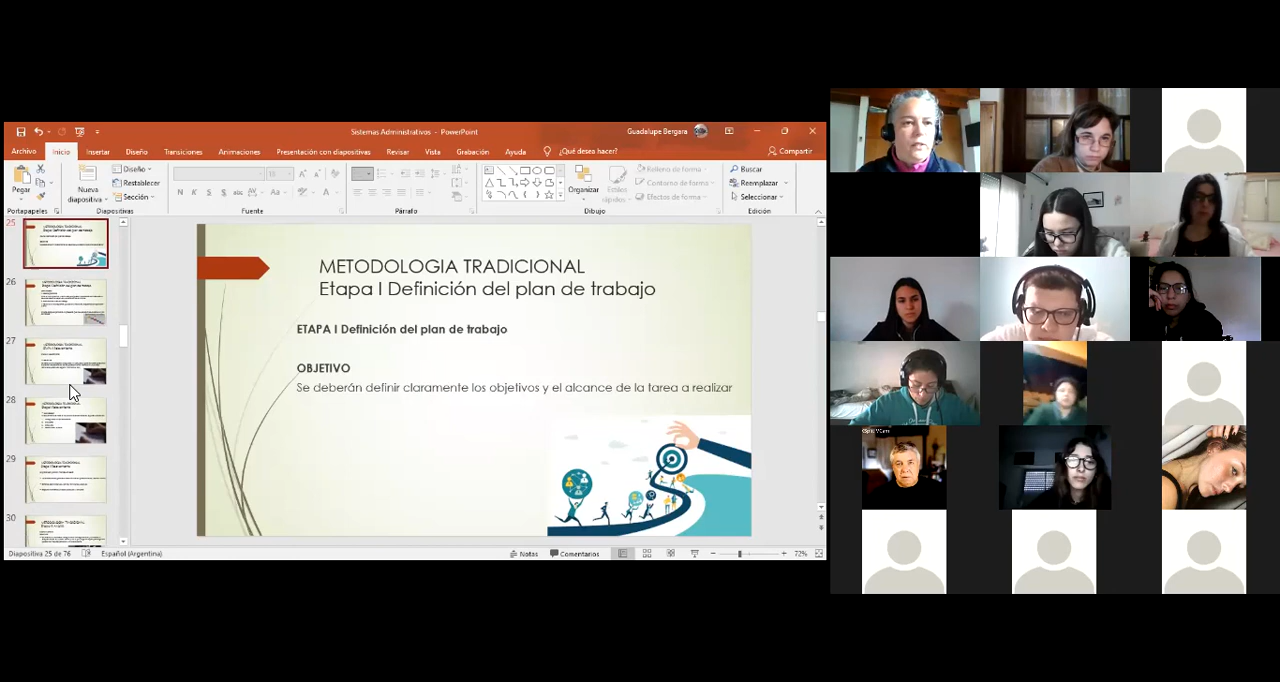 Sistemas Administrativos - PowerPoint
Guadalupe Bergara
Archivo Inicio Insertar Diseño Transiciones Animaciones Presentación con diapositivas Revisar Vista Grabación Ayuda ¿Qué desea hacer? Compartir
Pegar
Nueva diapositiva
Diseño
Restablecer
Sección
N K S S
Organizar
Estilos rápidos
Relleno de forma
Contorno de forma
Efectos de forma
Buscar
Reemplazar
Seleccionar
Portapapeles Diapositivas Fuente Párrafo Dibujo Edición
25
26
27
28
29
30
METODOLOGIA TRADICIONAL
Etapa I Definición del plan de trabajo
ETAPA I Definición del plan de trabajo
OBJETIVO
Se deberán definir claramente los objetivos y el alcance de la tarea a realizar
Diapositiva 25 de 76 Español (Argentina) Notas Comentarios 72%